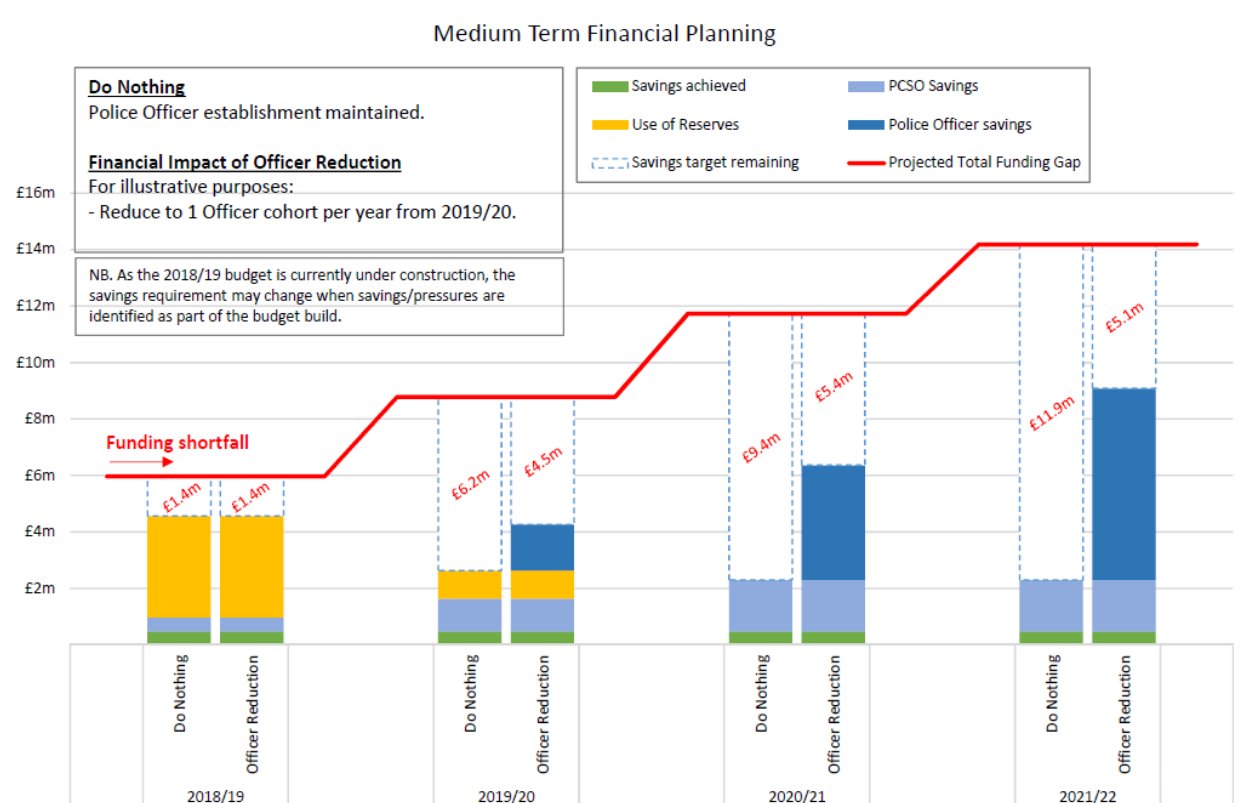 Medium Term Financial Planning
Do Nothing
Police Officer establishment maintained.
Financial Impact of Officer Reduction
For illustrative purposes:
- Reduce to 1 Officer cohort per year from 2019/20.
NB. As the 2018/19 budget is currently under construction, the
savings requirement may change when savings/pressures are
identified as part of the budget build.
Savings achieved
PCSO Savings
Use of Reserves
Police Officer savings
Savings target remaining
Projected Total Funding Gap
£16m
£14m
£12m
£10m
£8m
£6m
£4m
£2m
Funding shortfall
£1.4m
£1.4m
£6.2m
£4.5m
£9.4m
£5.4m
£11.9m
£5.1m
Do Nothing
Officer Reduction
Do Nothing
Officer Reduction
Do Nothing
Officer Reduction
Do Nothing
Officer Reduction
2018/19
2019/20
2020/21
2021/22